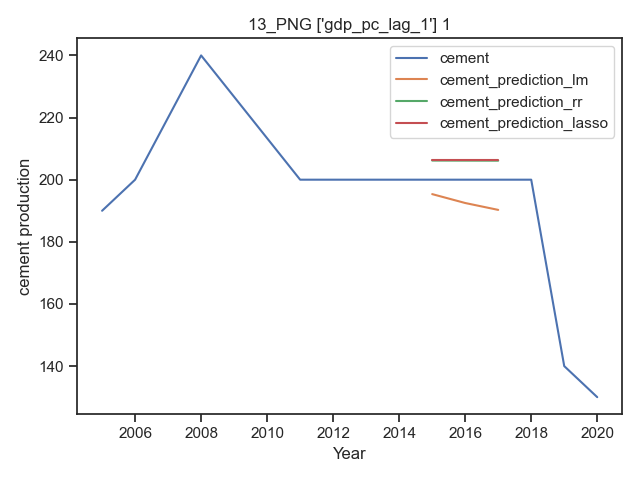 13_PNG ['gdp_pc_lag_1'] 1
cement
cement_prediction_lm
cement_prediction_rr
cement_prediction_lasso
240
220
200
180
160
140
cement production
2006 2008 2010 2012 2014 2016 2018 2020
Year